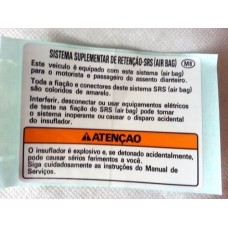 SISTEMA SUPLEMENTAR DE RETENÇÃO-SRS (AIR BAG)
Este veículo é equipado com este sistema (air bag)
para o motorista e passageiro do assento dianteiro.
Toda a fiação e conectores deste sistema SRS (air bag)
são coloridos de amarelo.
Interferir, desconectar ou usar equipamentos elétricos
de teste na fiação do SRS (air bag) pode tornar
o sistema inoperante ou causar o disparo acidental
do insuflador.
ATENÇAO
O insuflador é explosivo e, se detonado acidentalmente,
pode causar sérios ferimentos a você.
Siga cuidadosamente as instruções do Manual de
Serviços.